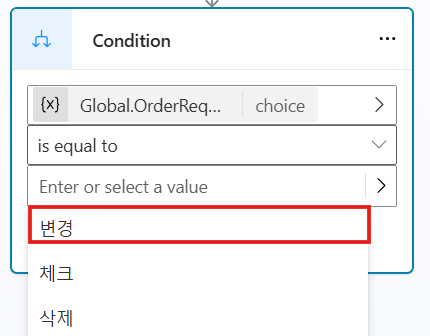 Condition
{x} Global.OrderReq... choice
is equal to
Enter or select a value
변경
체크
삭제